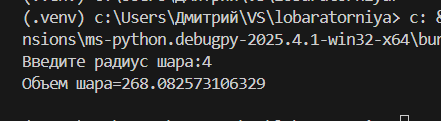 (.venv) c:\Users\Дмитрий\VS\lobaratorniya> c: &
nsions\ms-python.debugpy-2025.4.1-win32-x64\bun
Введите радиус шара:4
Объем шара=268.082573106329